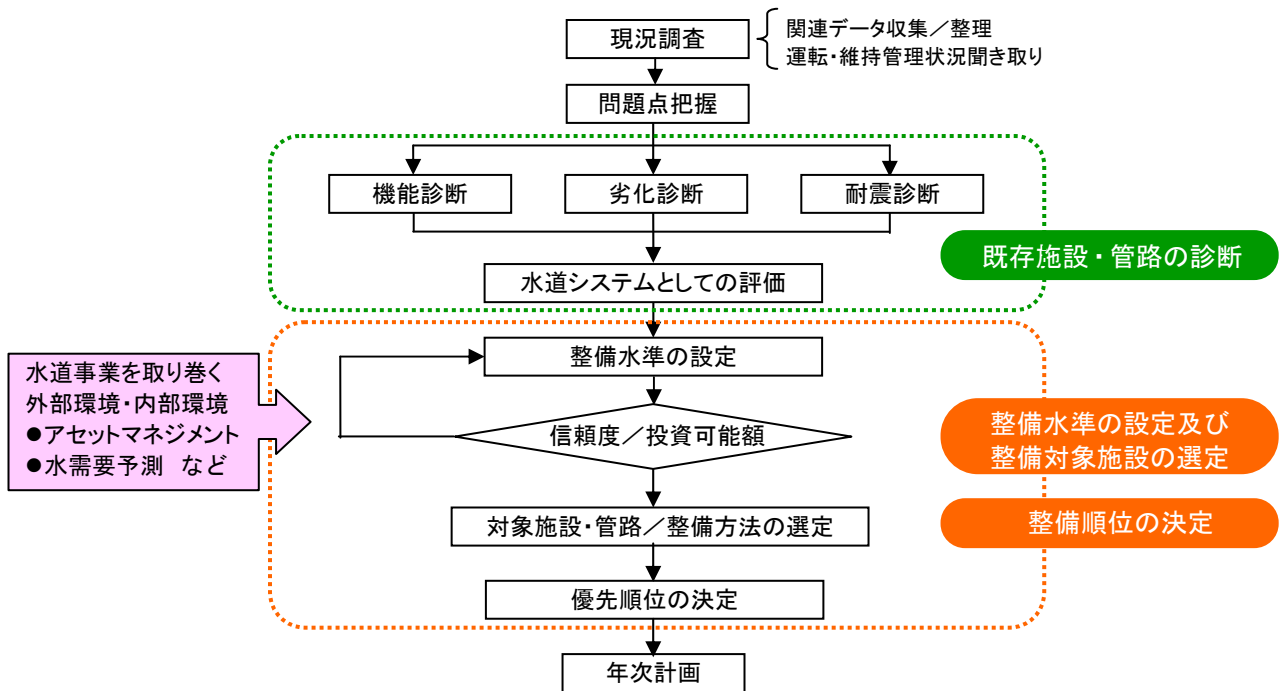 現況調査
関連データ収集／整理
運転・維持管理状況聞き取り
問題点把握
機能診断
劣化診断
耐震診断
既存施設・管路の診断
水道システムとしての評価
整備水準の設定
水道事業を取り巻く
外部環境・内部環境
●アセットマネジメント
●水需要予測　など
信頼度／投資可能額
整備水準の設定及び
整備対象施設の選定
対象施設・管路／整備方法の選定
整備順位の決定
優先順位の決定
年次計画